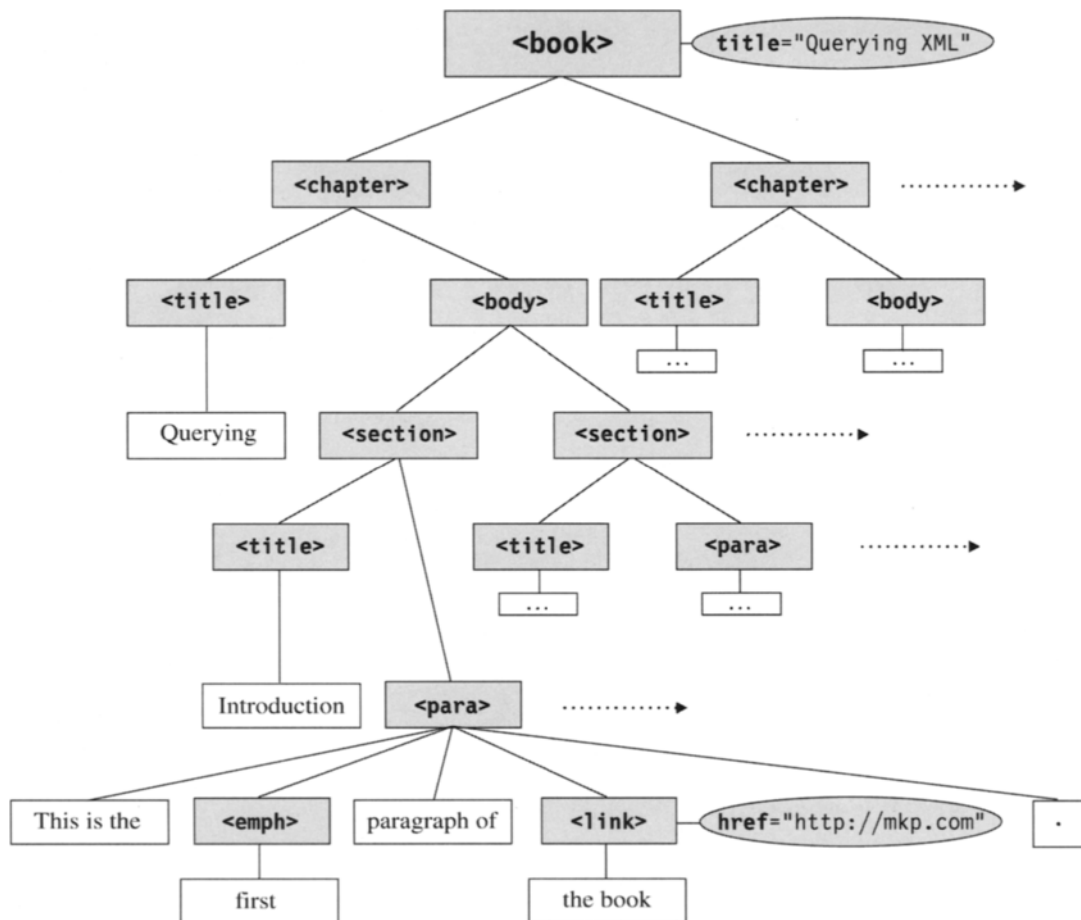 <book>
title="Querying XML"
<chapter>
<chapter>
<title>
<body>
<title>
<body>
...
...
Querying
<section>
<section>
<title>
<title>
<para>
...
...
Introduction
<para>
This is the
<emph>
paragraph of
<link>
href="http://mkp.com"
.
first
the book